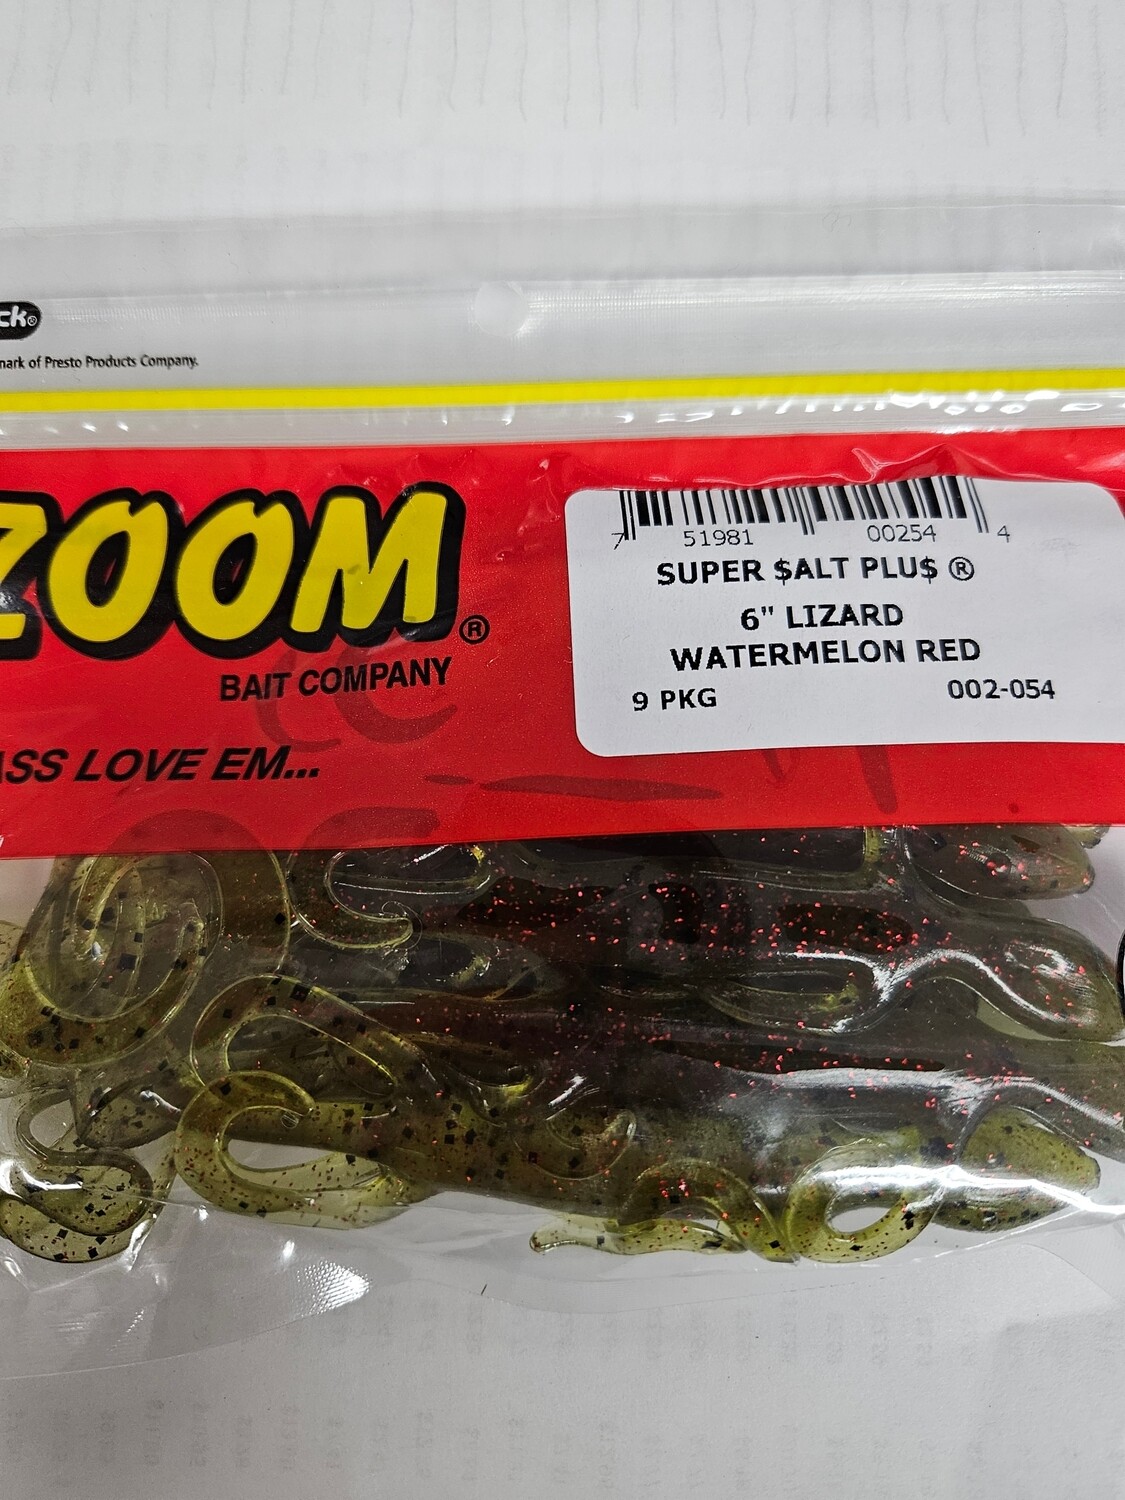 ck®
mark of Presto Products Company.
ZOOM®
BAIT COMPANY
ASS LOVE EM...
7 51981 00254 4
SUPER $ALT PLU$ ®
6" LIZARD
WATERMELON RED
9 PKG 002-054